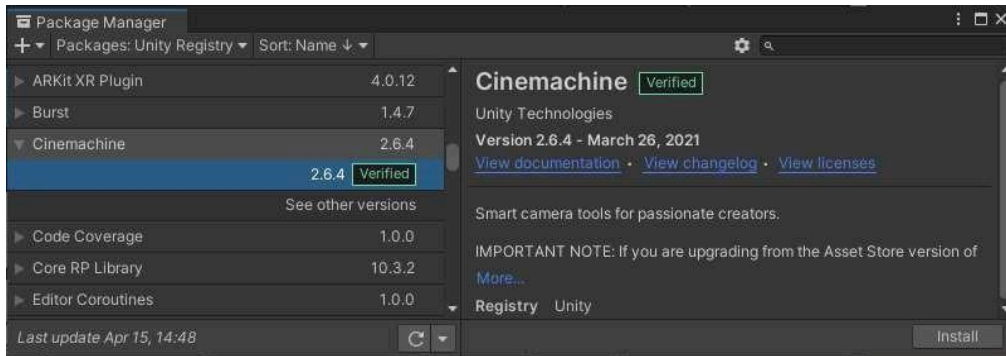 Package Manager
Packages: Unity Registry Sort: Name
ARKit XR Plugin 4.0.12
Burst 1.4.7
Cinemachine 2.6.4
2.6.4 Verified
See other versions
Code Coverage 1.0.0
Core RP Library 10.3.2
Editor Coroutines 1.0.0
Last update Apr 15, 14:48
Cinemachine Verified
Unity Technologies
Version 2.6.4 - March 26, 2021
View documentation • View changelog • View licenses
Smart camera tools for passionate creators.
IMPORTANT NOTE: If you are upgrading from the Asset Store version of
More...
Registry Unity
Install